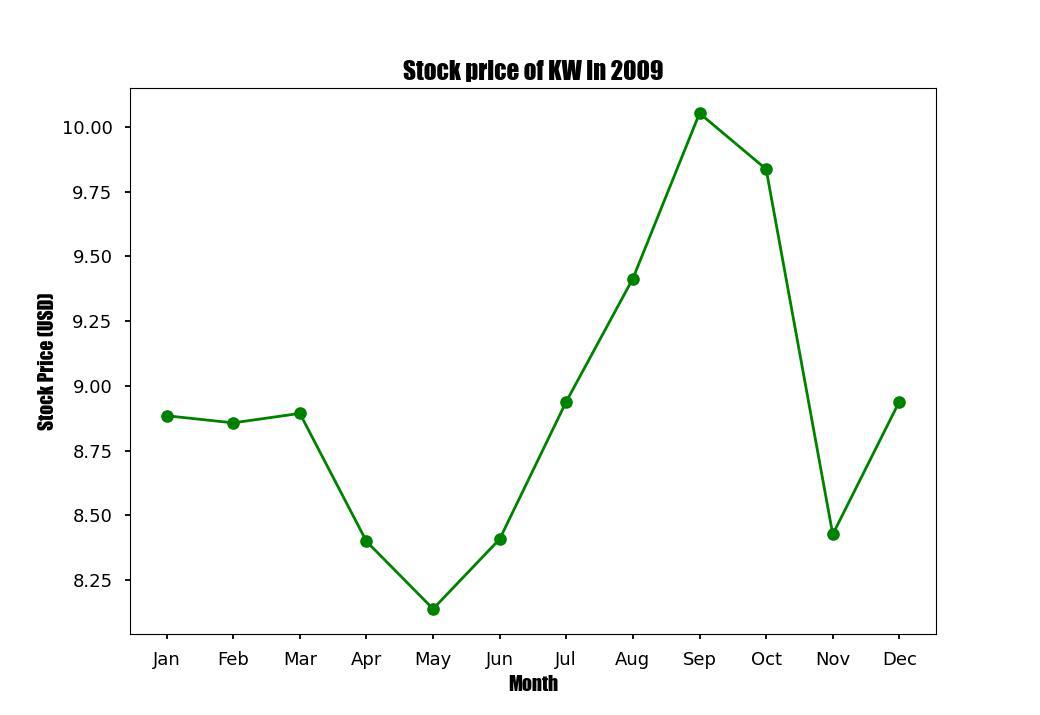 Stock price of KW in 2009
10.00
9.75
9.50
9.25
9.00
8.75
8.50
8.25
Stock Price (USD)
Jan Feb Mar Apr May Jun Jul Aug Sep Oct Nov Dec
Month